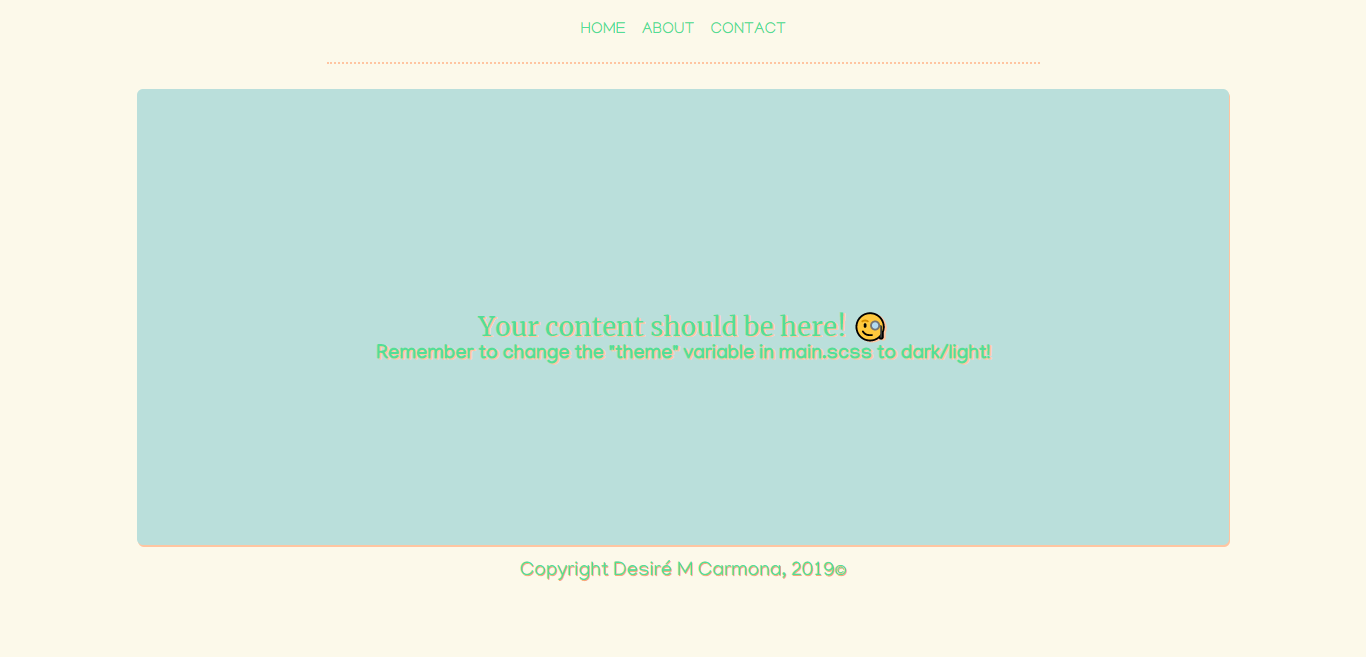 HOME ABOUT CONTACT
Your content should be here! 🧐
Remember to change the "theme" variable in main.scss to dark/light!
Copyright Desiré M Carmona, 2019©